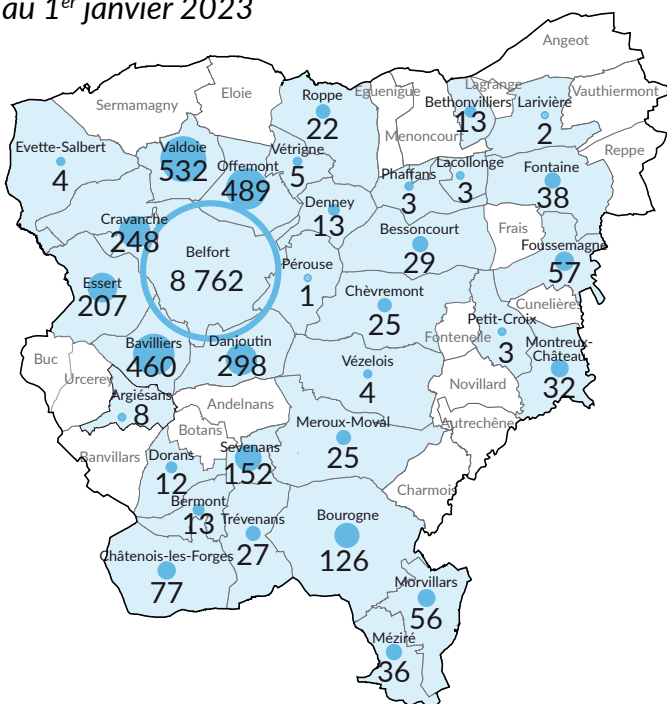 au 1er janvier 2023
Angeot
Eloie
Sermamagny
Roppe
22
Eguenigue
Lagrange
Bethonvilliers
13
Larivière
2
Vauthiermont
Menoncourt
Reppe
Evette-Salbert
4
Valdoie
532
Offemont
489
Vétrigne
5
Phaffans
3
Lacollonge
3
Fontaine
38
Denney
13
Cravanche
248
Belfort
8 762
Bessoncourt
29
Frais
Foussemagne
57
Pérouse
1
Essert
207
Chèvremont
25
Cunelières
Petit-Croix
3
Fontenelle
Montreux-
Château
32
Bavilliers
460
Danjoutin
298
Buc
Urcerey
Vézelois
4
Novillard
Argiésans
8
Andelnans
Botans
Meroux-Moval
25
Autrechêne
Banvillars
Dorans
12
Sevenans
152
Charmois
Bermont
13
Trévenans
27
Bourogne
126
Châtenois-les-Forges
77
Morvillars
56
Méziré
36